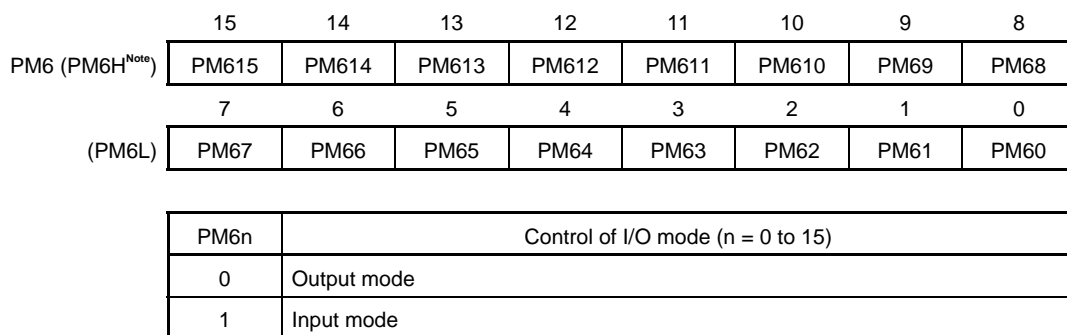 15 14 13 12 11 10 9 8
PM6 (PM6H^Note) PM615 PM614 PM613 PM612 PM611 PM610 PM69 PM68
7 6 5 4 3 2 1 0
(PM6L) PM67 PM66 PM65 PM64 PM63 PM62 PM61 PM60
PM6n Control of I/O mode (n = 0 to 15)
0 Output mode
1 Input mode